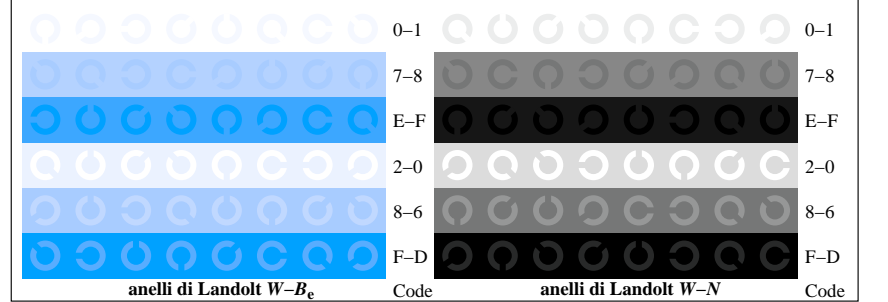 0–1 0–1
7–8 7–8
E–F E–F
2–0 2–0
8–6 8–6
F–D F–D
anelli di Landolt W–Be Code anelli di Landolt W–N Code